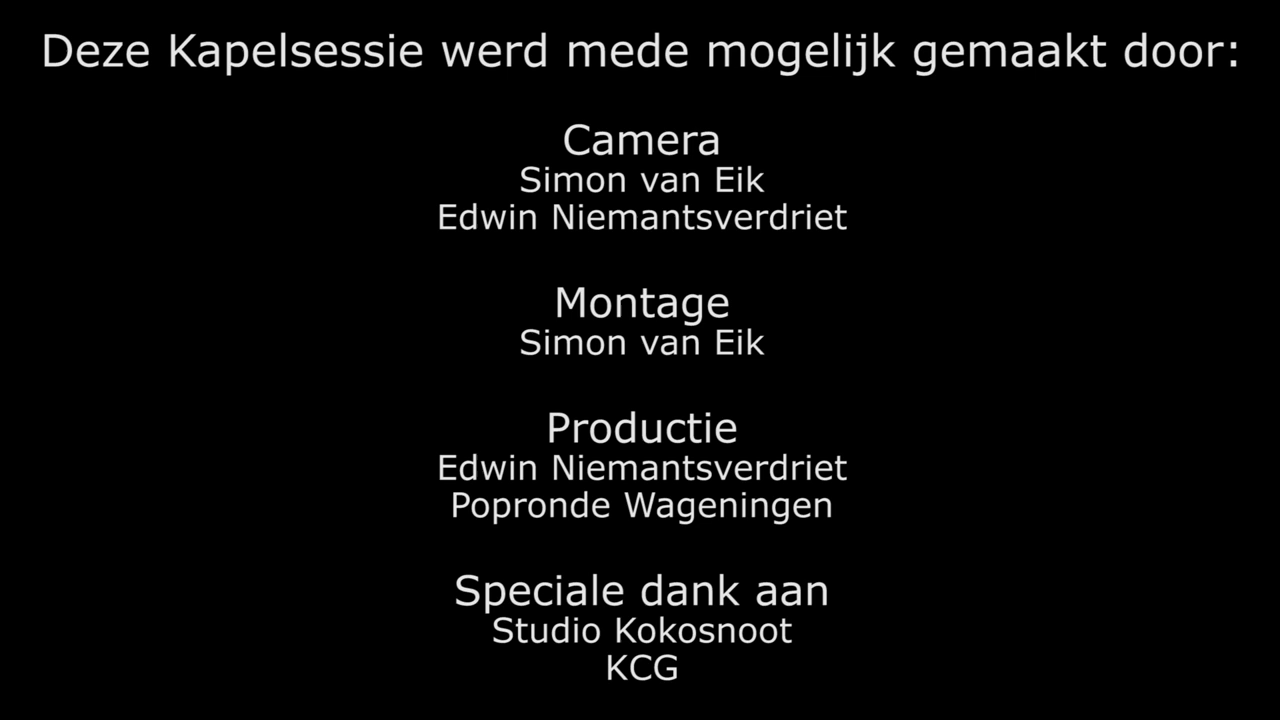 Deze Kapelsessie werd mede mogelijk gemaakt door:
Camera
Simon van Eik
Edwin Niemantsverdriet
Montage
Simon van Eik
Productie
Edwin Niemantsverdriet
Popronde Wageningen
Speciale dank aan
Studio Kokosnoot
KCG